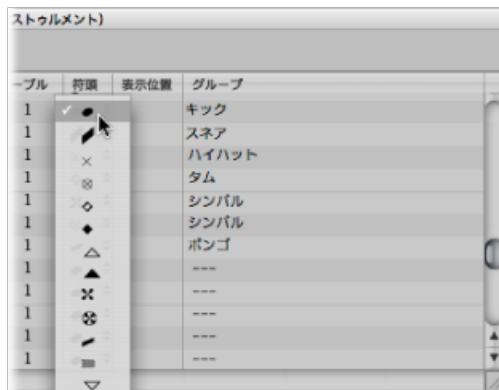 ストゥルメント)
ーブル 符頭 表示位置 グループ
1 キック
1 スネア
1 ハイハット
1 タム
1 シンバル
1 シンバル
1 ボンゴ
1 ---
1 ---
1 ---
1 ---
1 ---